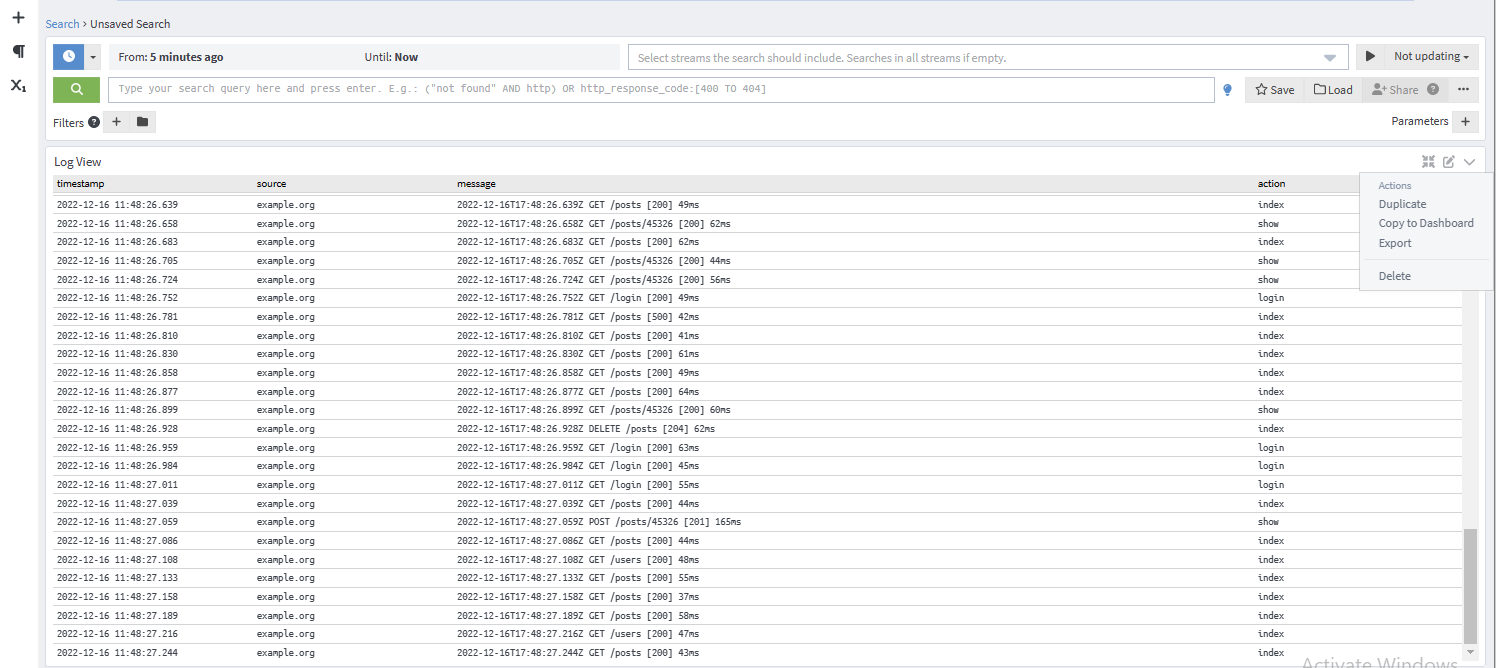 Search › Unsaved Search
From: 5 minutes ago Until: Now Select streams the search should include. Searches in all streams if empty. Not updating
Type your search query here and press enter. E.g.: ("not found" AND http) OR http_response_code:[400 TO 404] Save Load Share
Filters Parameters
Log View
timestamp source message action
Actions
Duplicate
Copy to Dashboard
Export
Delete
2022-12-16 11:48:26.639 example.org 2022-12-16T17:48:26.639Z GET /posts [200] 49ms index
2022-12-16 11:48:26.658 example.org 2022-12-16T17:48:26.658Z GET /posts/45326 [200] 62ms show
2022-12-16 11:48:26.683 example.org 2022-12-16T17:48:26.683Z GET /posts [200] 62ms index
2022-12-16 11:48:26.705 example.org 2022-12-16T17:48:26.705Z GET /posts/45326 [200] 44ms show
2022-12-16 11:48:26.724 example.org 2022-12-16T17:48:26.724Z GET /posts/45326 [200] 56ms show
2022-12-16 11:48:26.752 example.org 2022-12-16T17:48:26.752Z GET /login [200] 49ms login
2022-12-16 11:48:26.781 example.org 2022-12-16T17:48:26.781Z GET /posts [500] 42ms index
2022-12-16 11:48:26.810 example.org 2022-12-16T17:48:26.810Z GET /posts [200] 41ms index
2022-12-16 11:48:26.830 example.org 2022-12-16T17:48:26.830Z GET /posts [200] 61ms index
2022-12-16 11:48:26.858 example.org 2022-12-16T17:48:26.858Z GET /posts [200] 49ms index
2022-12-16 11:48:26.877 example.org 2022-12-16T17:48:26.877Z GET /posts [200] 64ms index
2022-12-16 11:48:26.899 example.org 2022-12-16T17:48:26.899Z GET /posts/45326 [200] 60ms show
2022-12-16 11:48:26.928 example.org 2022-12-16T17:48:26.928Z DELETE /posts [204] 62ms index
2022-12-16 11:48:26.959 example.org 2022-12-16T17:48:26.959Z GET /login [200] 63ms login
2022-12-16 11:48:26.984 example.org 2022-12-16T17:48:26.984Z GET /login [200] 45ms login
2022-12-16 11:48:27.011 example.org 2022-12-16T17:48:27.011Z GET /login [200] 55ms login
2022-12-16 11:48:27.039 example.org 2022-12-16T17:48:27.039Z GET /posts [200] 44ms index
2022-12-16 11:48:27.059 example.org 2022-12-16T17:48:27.059Z POST /posts/45326 [201] 165ms show
2022-12-16 11:48:27.086 example.org 2022-12-16T17:48:27.086Z GET /posts [200] 44ms index
2022-12-16 11:48:27.108 example.org 2022-12-16T17:48:27.108Z GET /users [200] 48ms index
2022-12-16 11:48:27.133 example.org 2022-12-16T17:48:27.133Z GET /posts [200] 55ms index
2022-12-16 11:48:27.158 example.org 2022-12-16T17:48:27.158Z GET /posts [200] 37ms index
2022-12-16 11:48:27.189 example.org 2022-12-16T17:48:27.189Z GET /posts [200] 58ms index
2022-12-16 11:48:27.216 example.org 2022-12-16T17:48:27.216Z GET /users [200] 47ms index
2022-12-16 11:48:27.244 example.org 2022-12-16T17:48:27.244Z GET /posts [200] 43ms index
Activate Windows